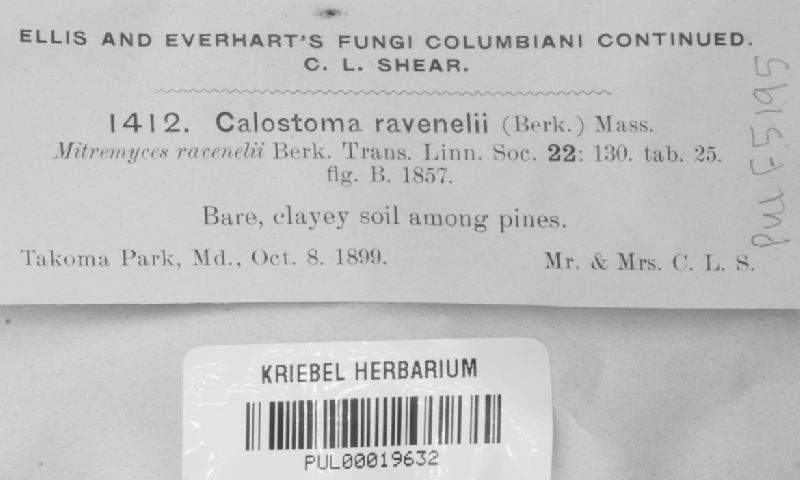 ELLIS AND EVERHART'S FUNGI COLUMBIANI CONTINUED.
C. L. SHEAR.
1412. Calostoma ravenelii (Berk.) Mass.
Mitremyces ravenelii Berk. Trans. Linn. Soc. 22: 130. tab. 25.
fig. B. 1857.
Bare, clayey soil among pines.
Takoma Park, Md., Oct. 8. 1899. Mr. & Mrs. C. L. S.
PUL F5195
KRIEBEL HERBARIUM
PUL00019632